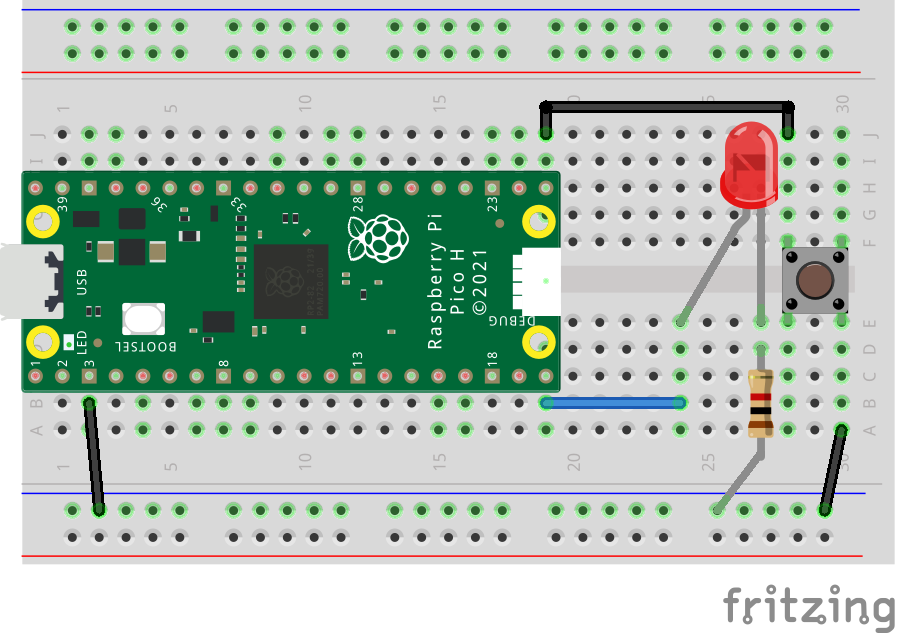 1 5 10 15 20 25 30
J J
I I
H
G
F
39 36 33 28 23
USB
LED
BOOTSEL
Raspberry Pi
Pico H
©2021
DEBUG
1 2 3 8 13 18
E
D
C
B B
A A
1 5 10 15 20 25 30
fritzing